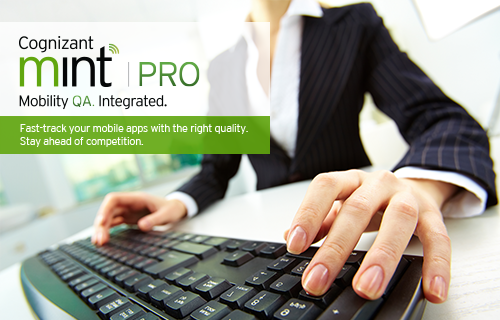 Cognizant
mint | PRO
Mobility QA. Integrated.
Fast-track your mobile apps with the right quality.
Stay ahead of competition.